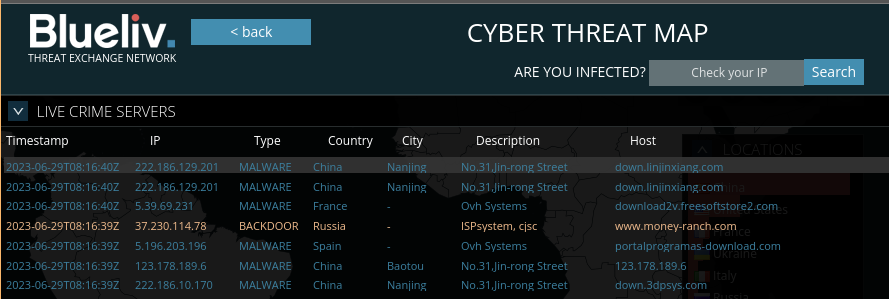 Blueliv.
THREAT EXCHANGE NETWORK
< back
CYBER THREAT MAP
ARE YOU INFECTED? Check your IP Search
LIVE CRIME SERVERS
LOCATIONS
Timestamp IP Type Country City Description Host
2023-06-29T08:16:40Z 222.186.129.201 MALWARE China Nanjing No.31,Jin-rong Street down.linjinxiang.com
2023-06-29T08:16:40Z 222.186.129.201 MALWARE China Nanjing No.31,Jin-rong Street down.linjinxiang.com
2023-06-29T08:16:40Z 5.39.69.231 MALWARE France - Ovh Systems download2v.freesoftstore2.com
2023-06-29T08:16:39Z 37.230.114.78 BACKDOOR Russia - ISPsystem, cjsc www.money-ranch.com
2023-06-29T08:16:39Z 5.196.203.196 MALWARE Spain - Ovh Systems portalprogramas-download.com
Ukraine
2023-06-29T08:16:39Z 123.178.189.6 MALWARE China Baotou No.31,Jin-rong Street 123.178.189.6
Italy
2023-06-29T08:16:39Z 222.186.10.170 MALWARE China Nanjing No.31,Jin-rong Street down.3dpsys.com
Russia